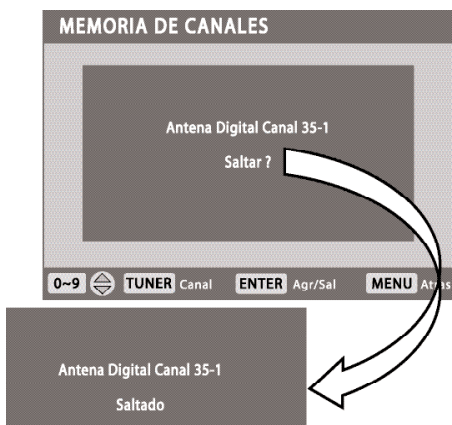 MEMORIA DE CANALES
Antena Digital Canal 35-1
Saltar ?
0~9 TUNER Canal ENTER Agr/Sal MENU Atras
Antena Digital Canal 35-1
Saltado